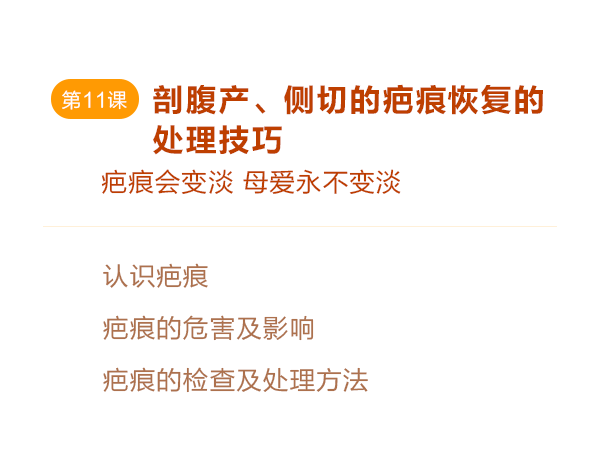 第11课
剖腹产、侧切的疤痕恢复的
处理技巧
疤痕会变淡 母爱永不变淡
认识疤痕
疤痕的危害及影响
疤痕的检查及处理方法